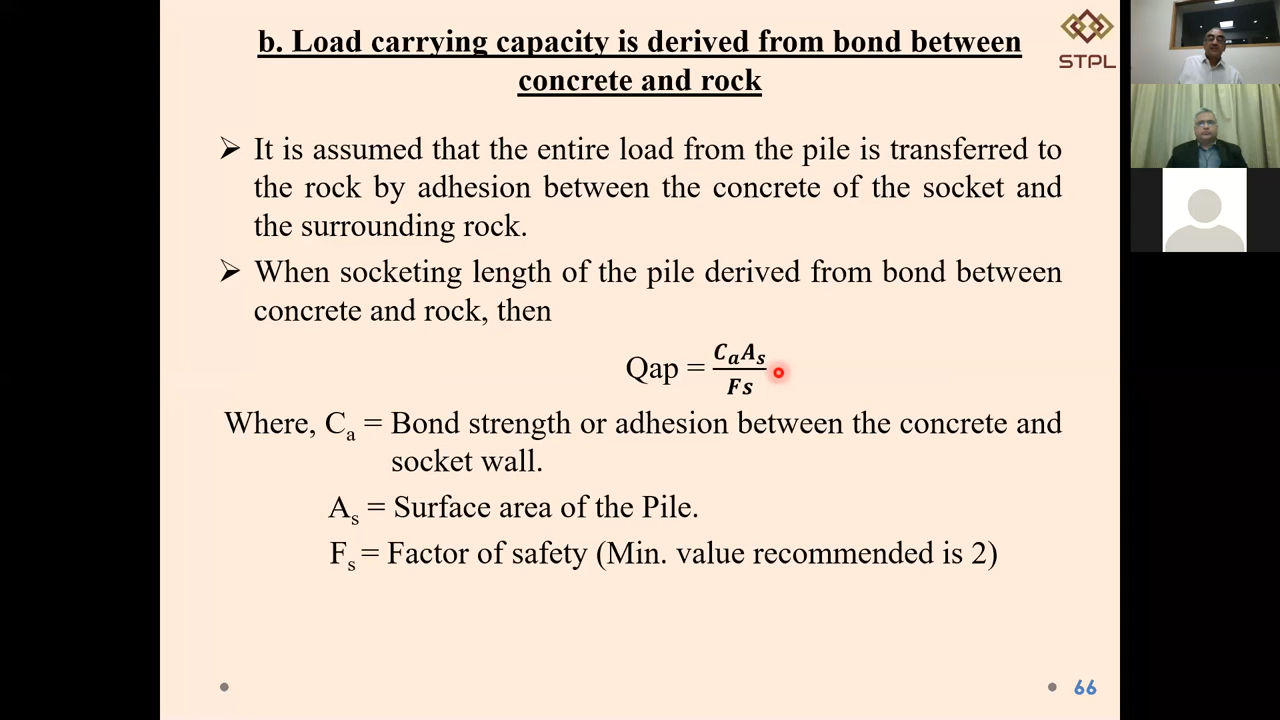 b. Load carrying capacity is derived from bond between
concrete and rock
STPL
➢ It is assumed that the entire load from the pile is transferred to
the rock by adhesion between the concrete of the socket and
the surrounding rock.
➢ When socketing length of the pile derived from bond between
concrete and rock, then
Qap = CₐAₛ / Fs
Where, Cₐ = Bond strength or adhesion between the concrete and
socket wall.
Aₛ = Surface area of the Pile.
Fₛ = Factor of safety (Min. value recommended is 2)
66